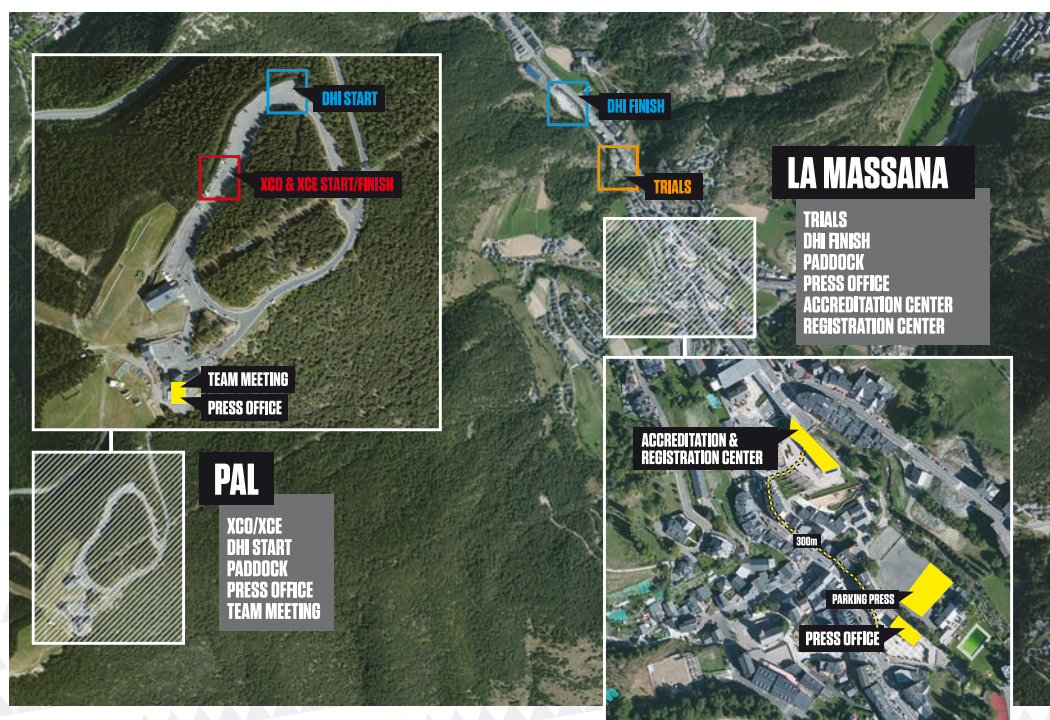 DHI START
XCO & XCE START/FINISH
TEAM MEETING
PRESS OFFICE
PAL
XCO/XCE
DHI START
PADDOCK
PRESS OFFICE
TEAM MEETING
DHI FINISH
TRIALS
LA MASSANA
TRIALS
DHI FINISH
PADDOCK
PRESS OFFICE
ACCREDITATION CENTER
REGISTRATION CENTER
ACCREDITATION &
REGISTRATION CENTER
300m
PARKING PRESS
PRESS OFFICE